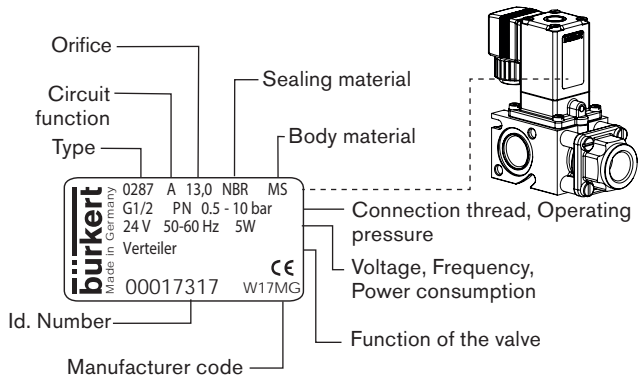 Orifice
Circuit function
Type
Sealing material
Body material
0287 A 13,0 NBR MS
G1/2 PN 0.5 - 10 bar
24 V 50-60 Hz 5W
Verteiler
CE
00017317 W17MG
bürkert
Made in Germany
Connection thread, Operating
pressure
Voltage, Frequency,
Power consumption
Function of the valve
Id. Number
Manufacturer code